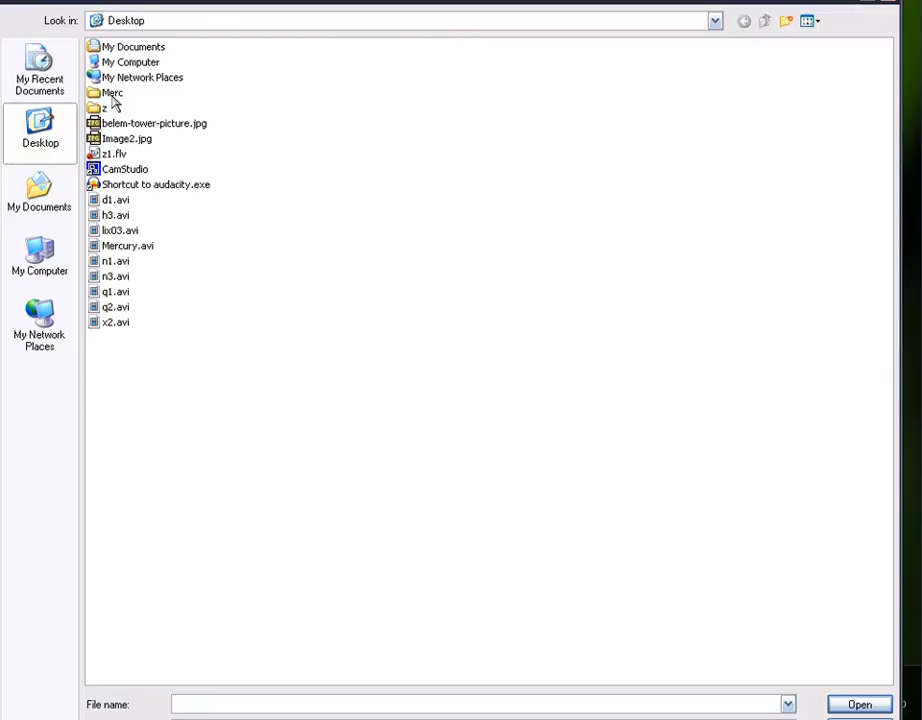 Look in:
Desktop
My Recent
Documents
Desktop
My Documents
My Computer
My Network
Places
My Documents
My Computer
My Network Places
Merc
z
belem-tower-picture.jpg
Image2.jpg
z1.flv
CamStudio
Shortcut to audacity.exe
d1.avi
h3.avi
lix03.avi
Mercury.avi
n1.avi
n3.avi
q1.avi
q2.avi
x2.avi
File name:
Open